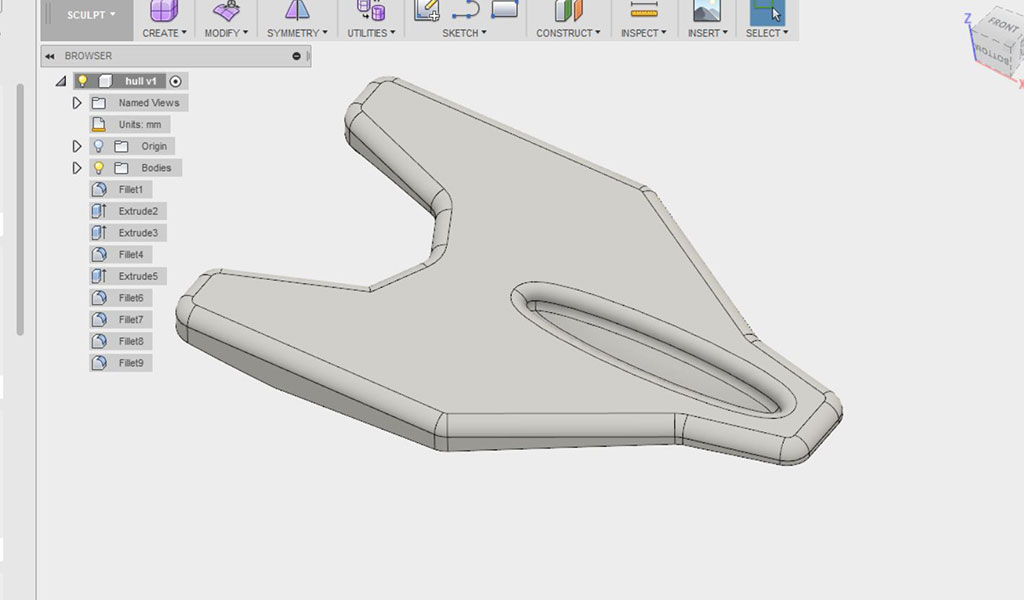 SCULPT
CREATE
MODIFY
SYMMETRY
UTILITIES
SKETCH
CONSTRUCT
INSPECT
INSERT
SELECT
BROWSER
hull v1
Named Views
Units: mm
Origin
Bodies
Fillet1
Extrude2
Extrude3
Fillet4
Extrude5
Fillet6
Fillet7
Fillet8
Fillet9
Z
FRONT
BOTTOM
X